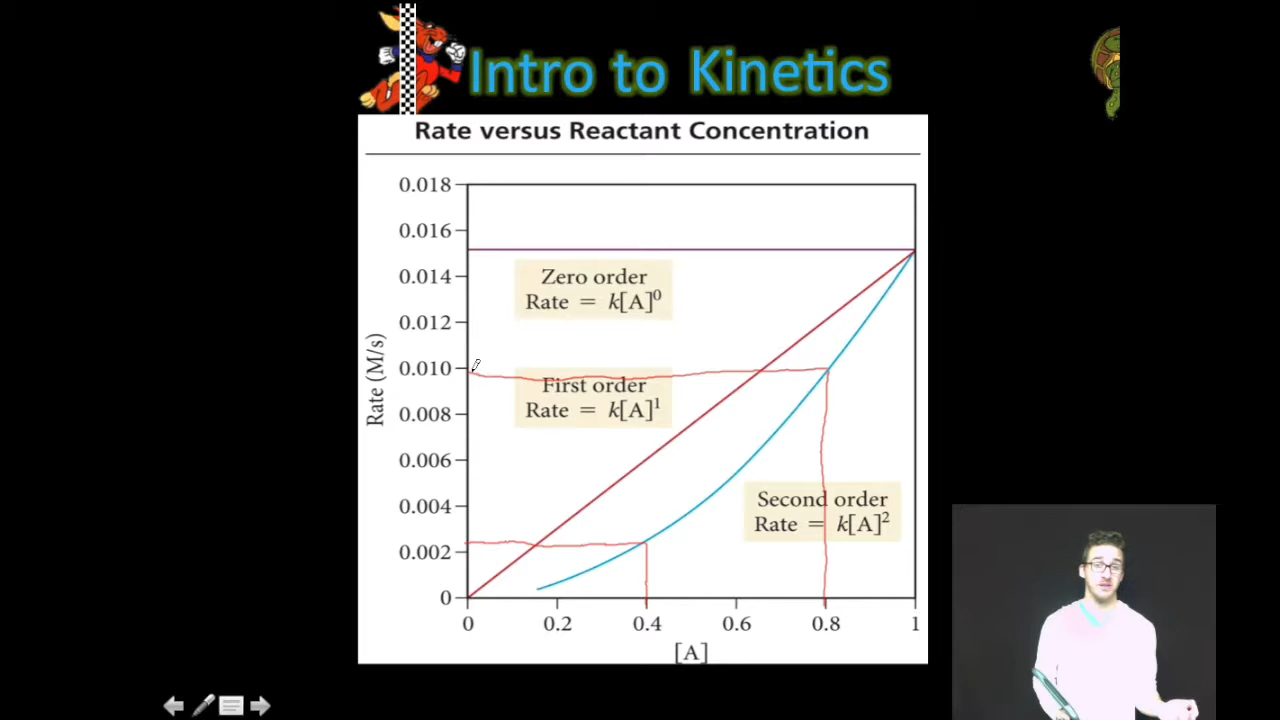 Intro to Kinetics
Rate versus Reactant Concentration
0.018
0.016
0.014
0.012
0.010
0.008
0.006
0.004
0.002
0
Rate (M/s)
Zero order
Rate = k[A]⁰
First order
Rate = k[A]¹
Second order
Rate = k[A]²
0 0.2 0.4 0.6 0.8 1
[A]